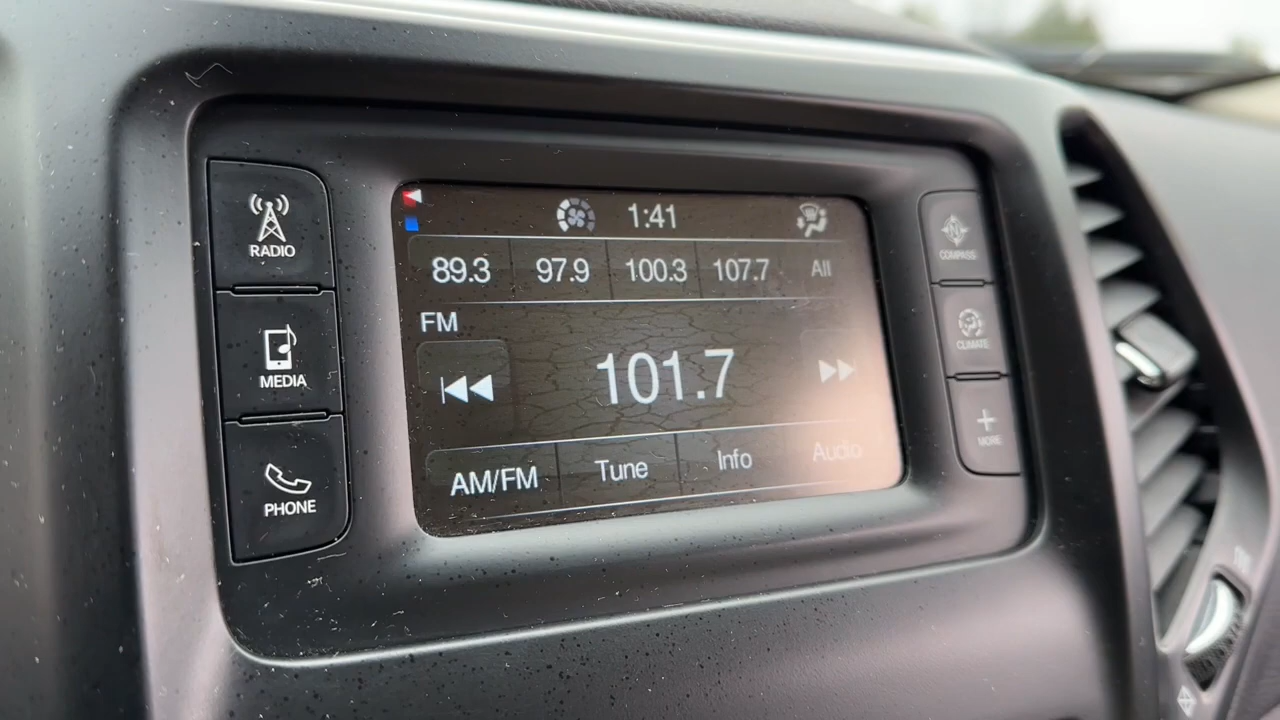 1:41
89.3 97.9 100.3 107.7 All
FM
101.7
AM/FM Tune Info Audio
RADIO
MEDIA
PHONE
N
COMPASS
CLIMATE
MORE